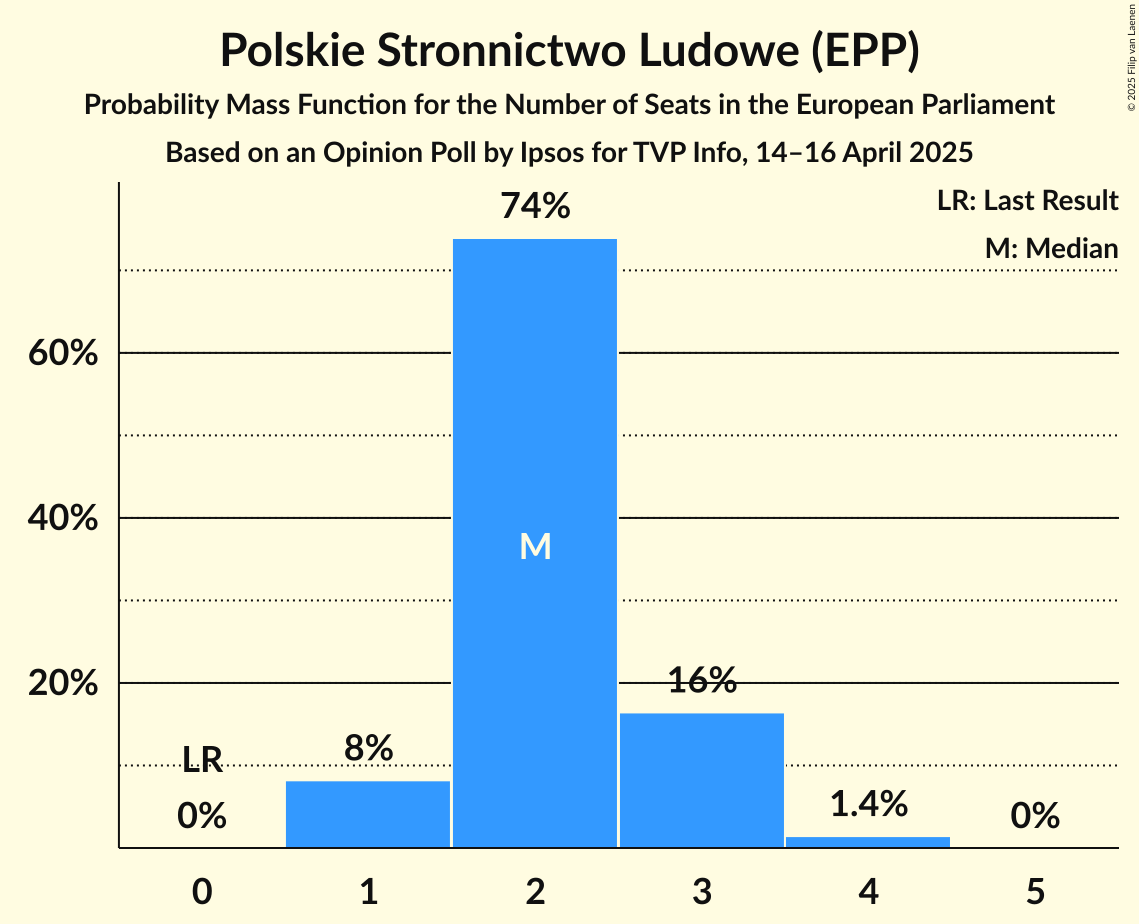 Polskie Stronnictwo Ludowe (EPP)
Probability Mass Function for the Number of Seats in the European Parliament
Based on an Opinion Poll by Ipsos for TVP Info, 14–16 April 2025
© 2025 Filip van Laenen
LR: Last Result
M: Median
74%
60%
40%
M
20%
16%
LR
8%
0%
1.4%
0%
0 1 2 3 4 5